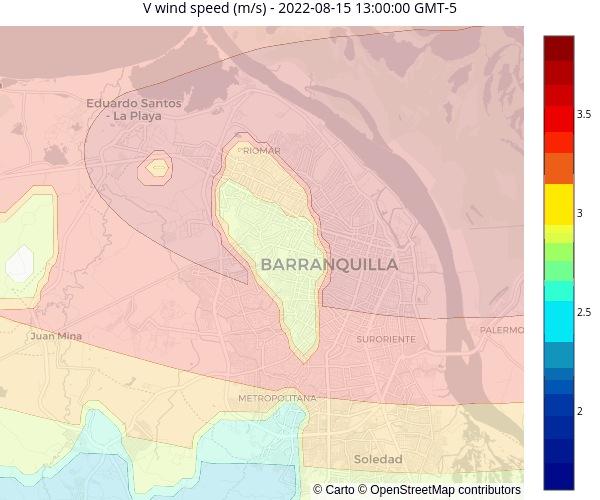 V wind speed (m/s) - 2022-08-15 13:00:00 GMT-5
Eduardo Santos
- La Playa
RIOMAR
BARRANQUILLA
Juan Mina
SURORIENTE
PALERMO
METROPOLITANA
Soledad
3.5
3
2.5
2
© Carto © OpenStreetMap contributors